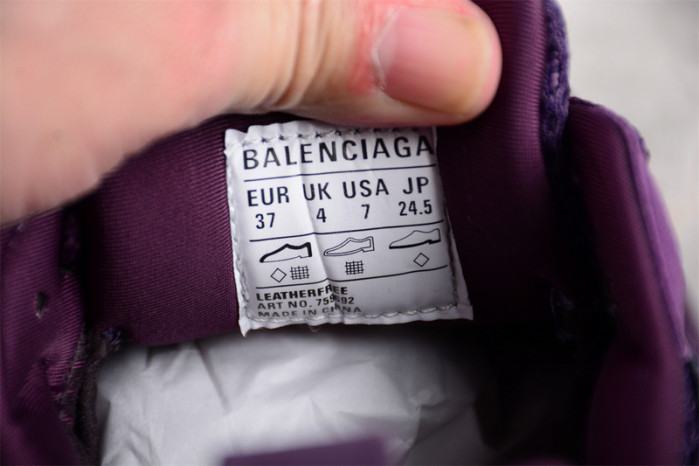 BALENCIAGA
EUR UK USA JP
37 4 7 24.5
LEATHERFREE
ART NO.
MADE IN CHINA